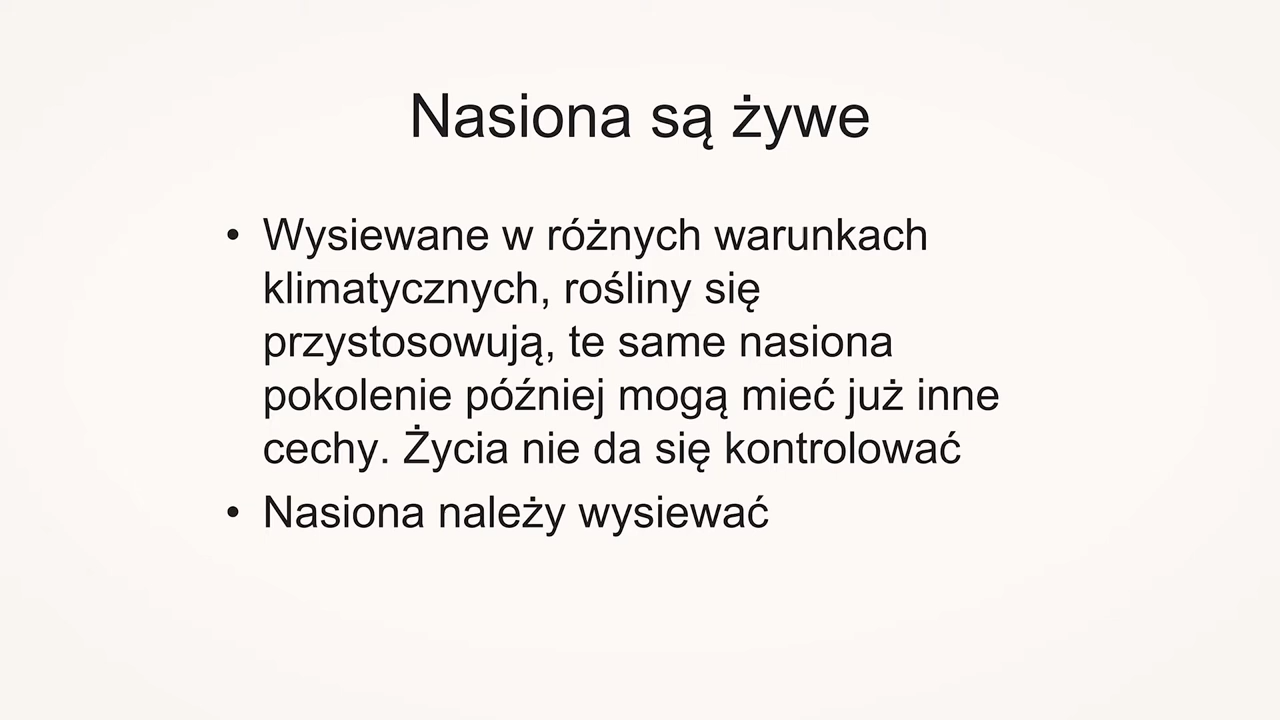 Nasiona są żywe
• Wysiewane w różnych warunkach
klimatycznych, rośliny się
przystosowują, te same nasiona
pokolenie później mogą mieć już inne
cechy. Życia nie da się kontrolować
• Nasiona należy wysiewać